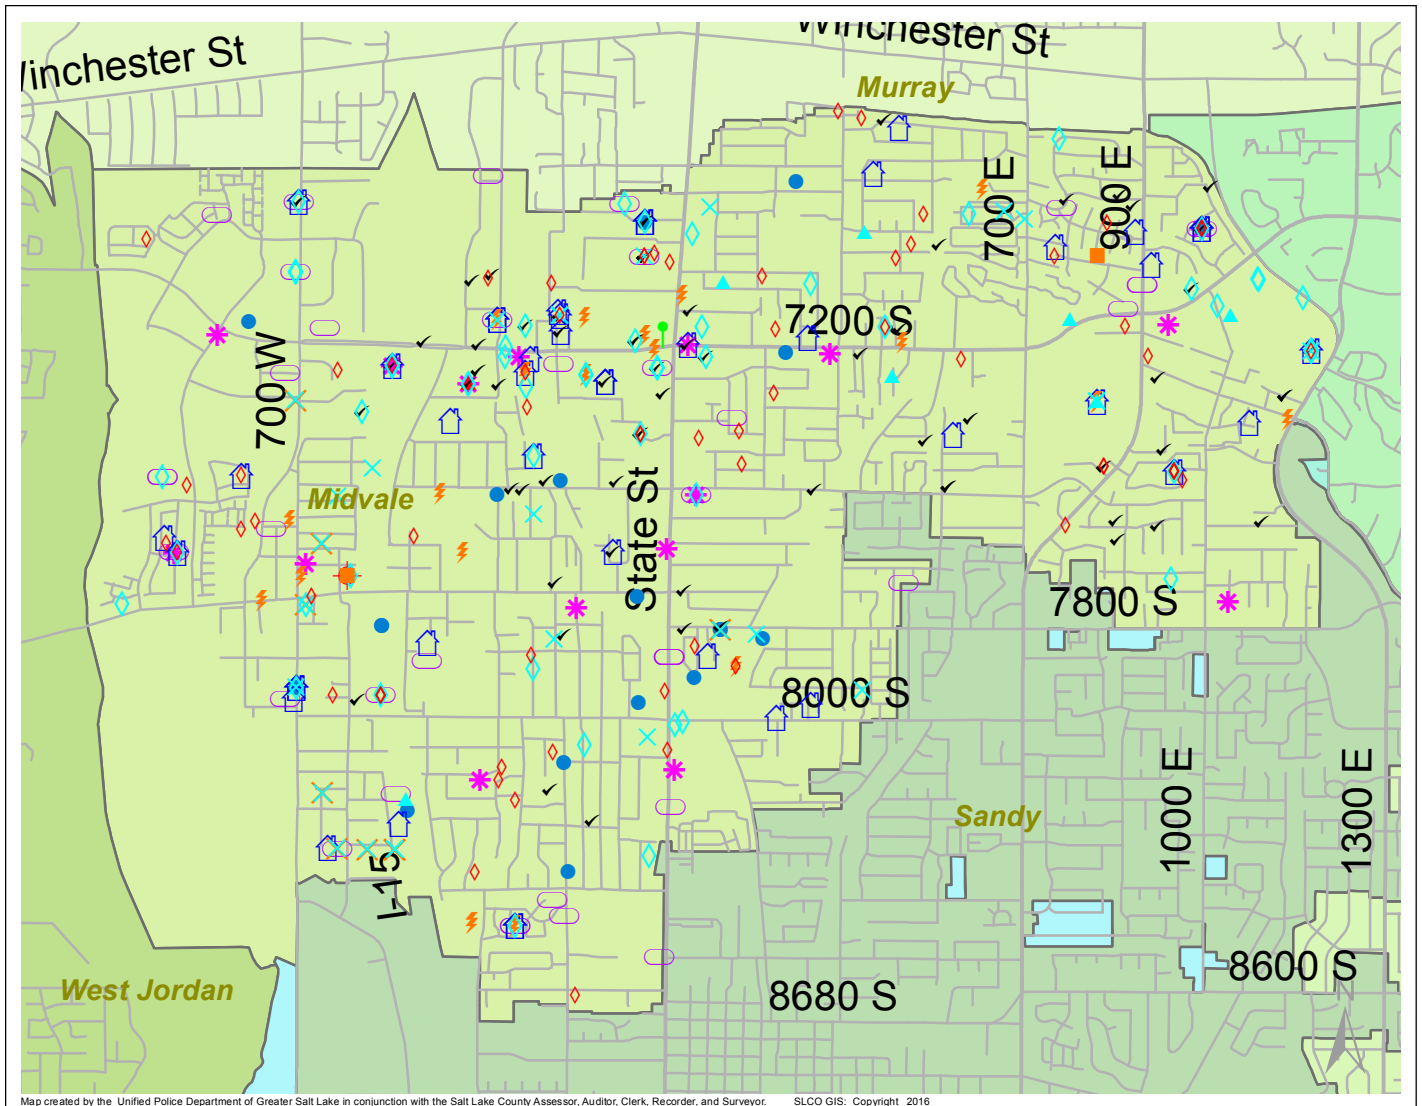 Winchester St
Winchester St
Murray
700 E
900 E
7200 S
700 W
Midvale
State St
7800 S
8000 S
1000 E
1300 E
Sandy
I-15
West Jordan
8600 S
8680 S
Map created by the Unified Police Department of Greater Salt Lake in conjunction with the Salt Lake County Assessor, Auditor, Clerk, Recorder, and Surveyor. SLCO GIS: Copyright 2016